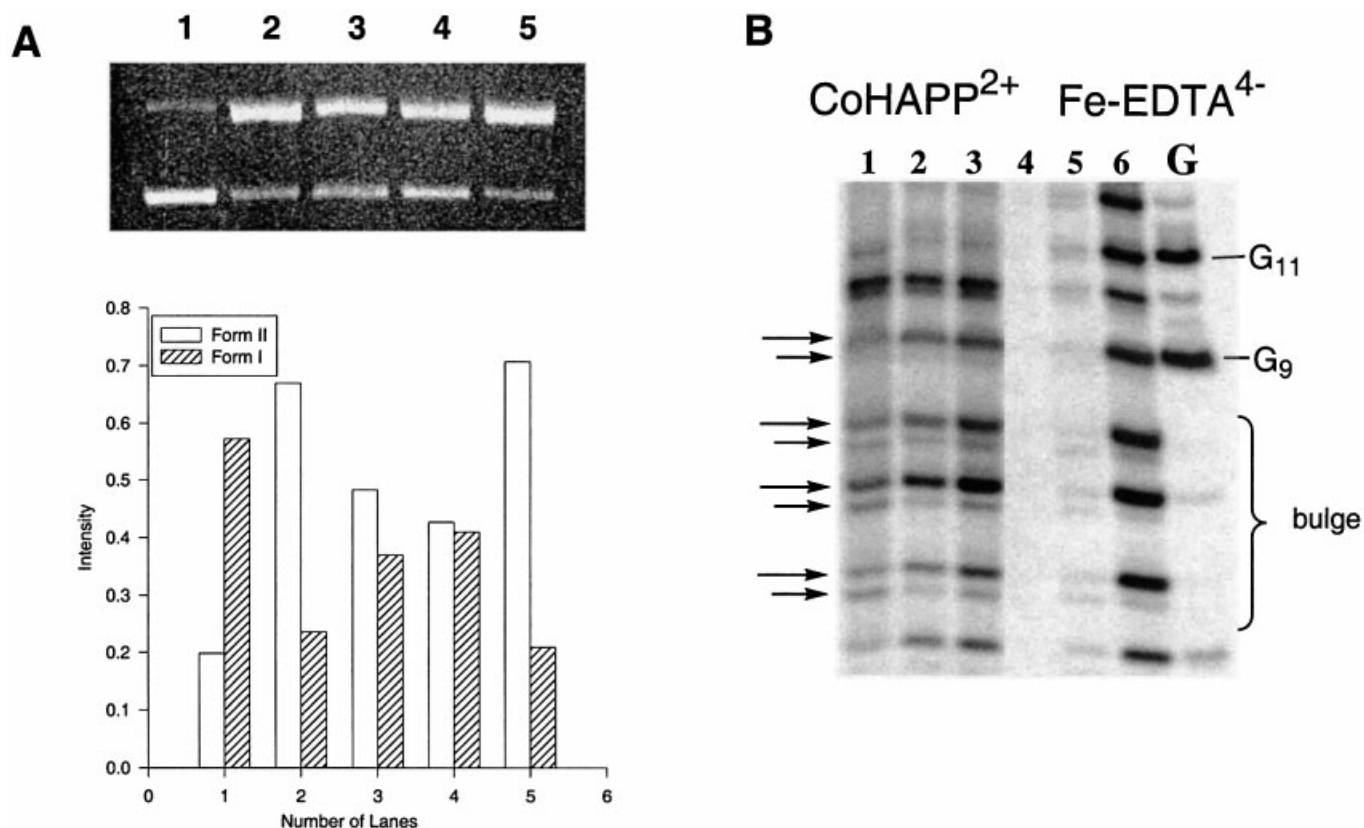 A
1 2 3 4 5
0.8
0.7
0.6
0.5
0.4
0.3
0.2
0.1
0.0
Intensity
Form II
Form I
0 1 2 3 4 5 6
Number of Lanes
B
CoHAPP2+ Fe-EDTA4-
1 2 3 4 5 6 G
G11
G9
bulge